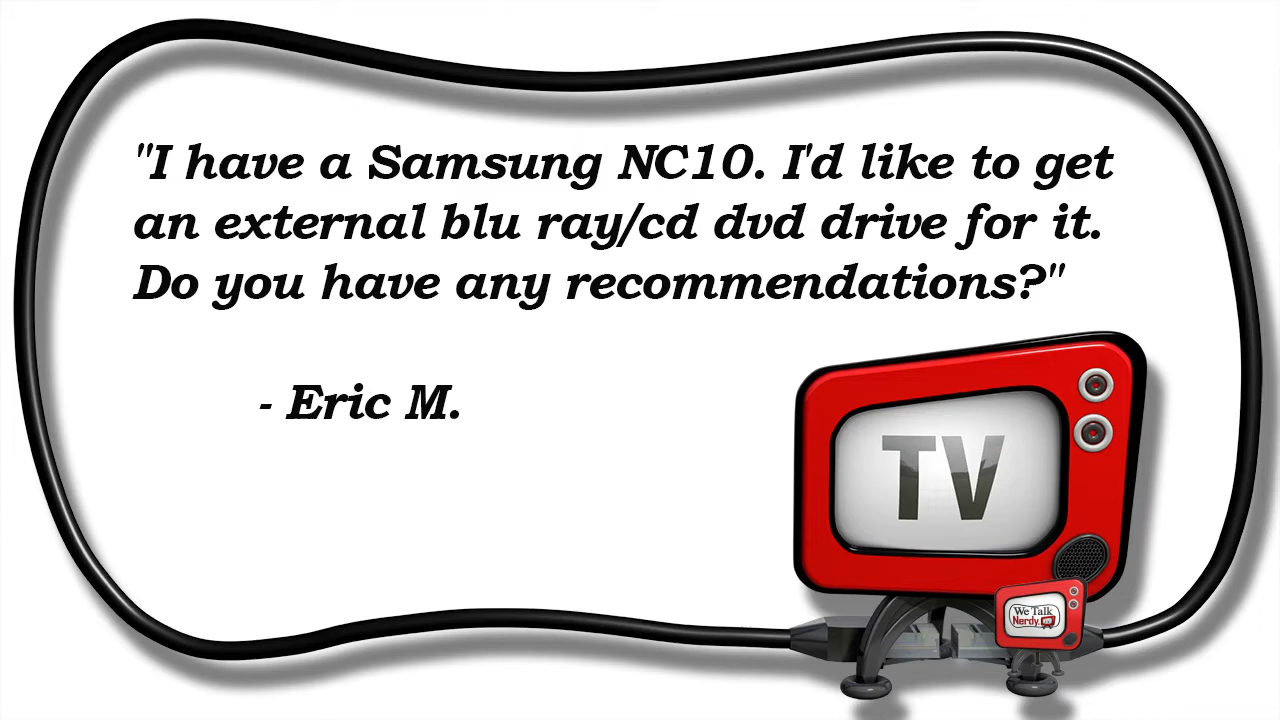 "I have a Samsung NC10. I'd like to get
an external blu ray/cd dvd drive for it.
Do you have any recommendations?"
- Eric M.
TV
We Talk
Nerdy